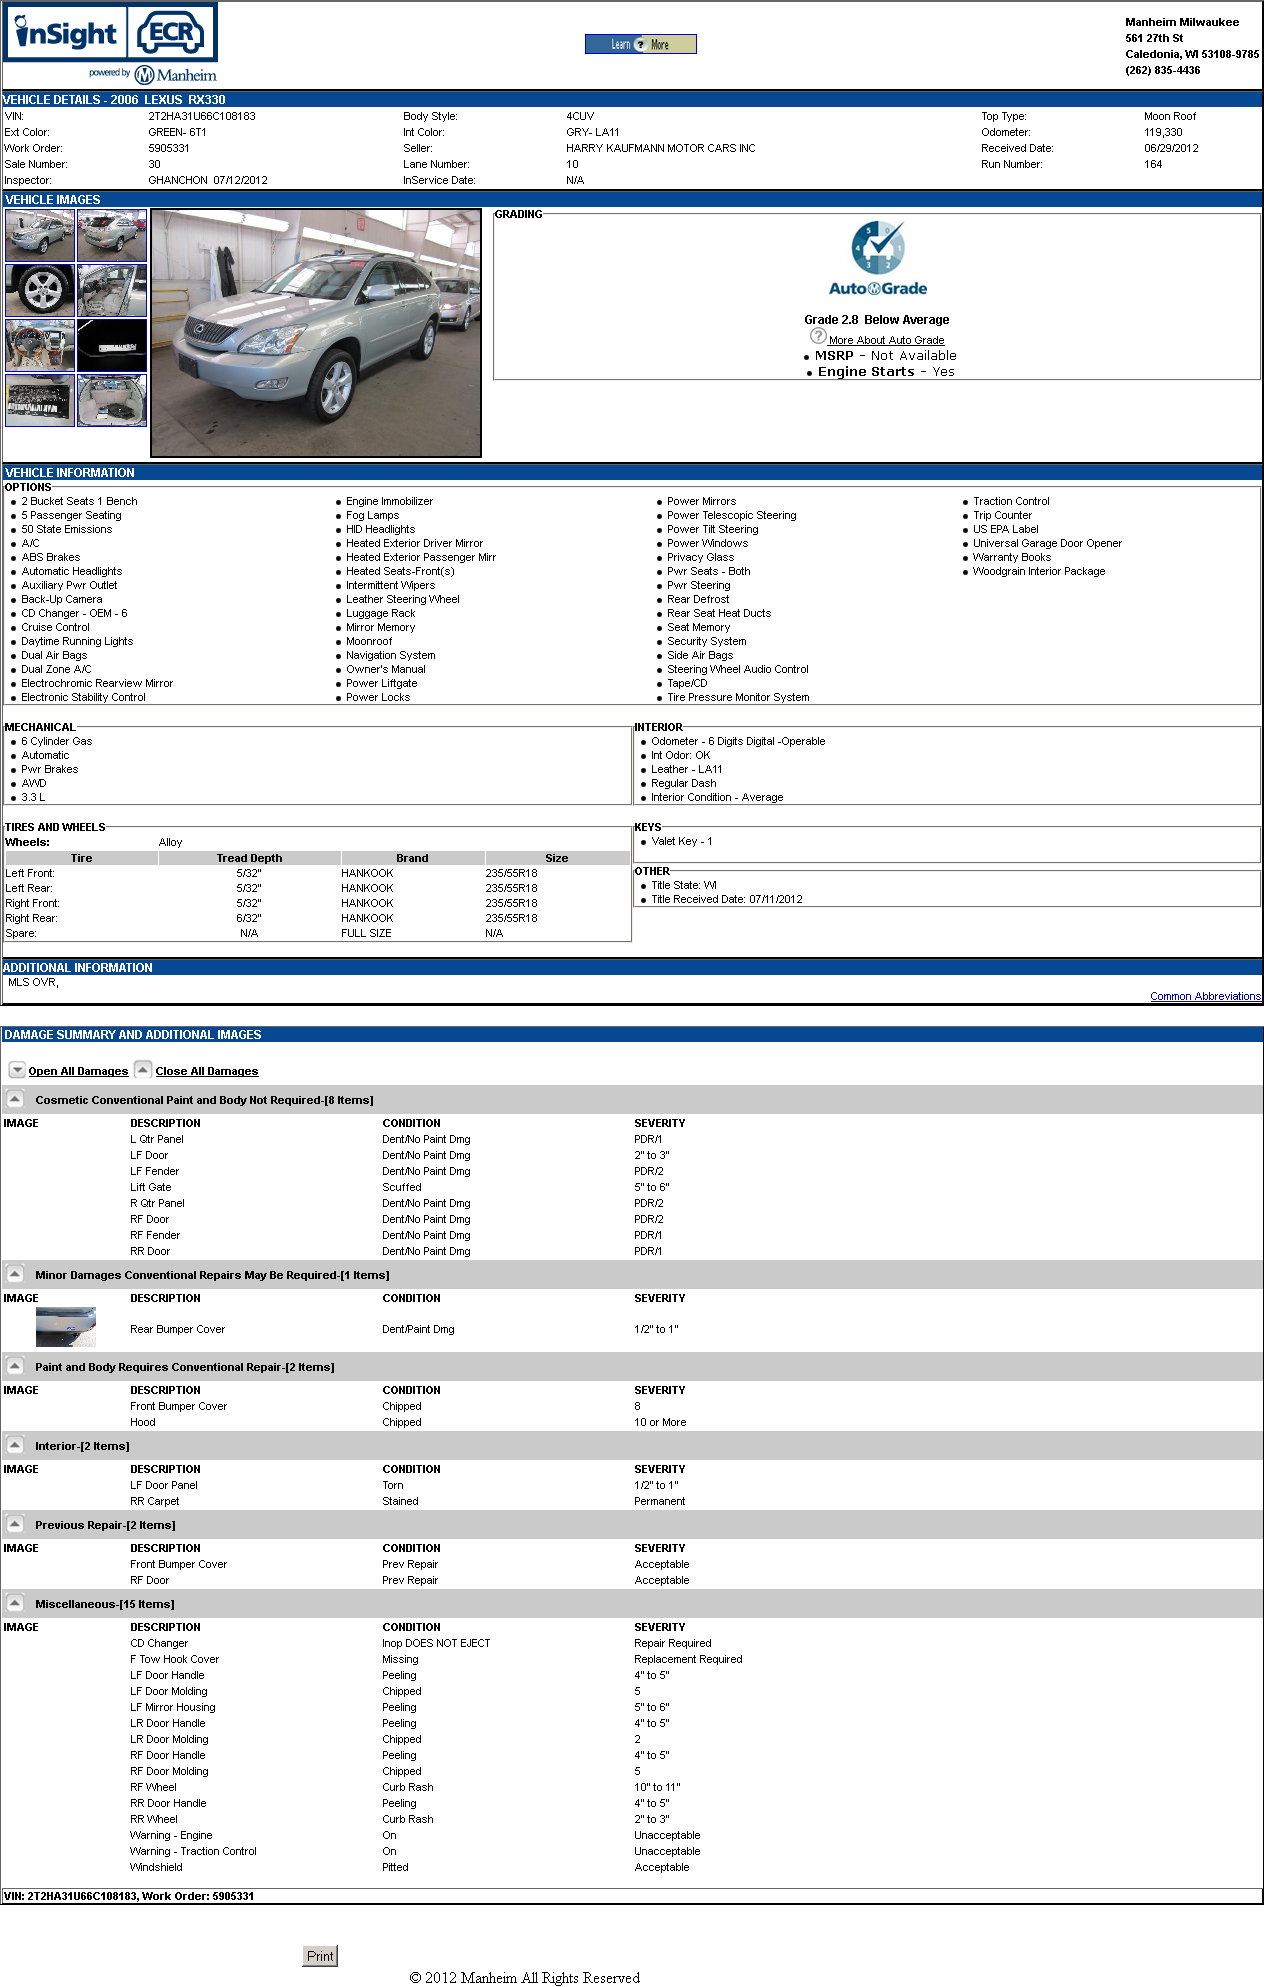 inSight ECR
powered by Manheim
Learn ? More
Manheim Milwaukee
561 27th St
Caledonia, WI 53108-9785
(262) 835-4436
VEHICLE DETAILS - 2006 LEXUS RX330
VIN: 2T2HA31U66C108183 Body Style: 4CUV Top Type: Moon Roof
Ext Color: GREEN- 6T1 Int Color: GRY- LA11 Odometer: 119,330
Work Order: 5905331 Seller: HARRY KAUFMANN MOTOR CARS INC Received Date: 06/29/2012
Sale Number: 30 Lane Number: 10 Run Number: 164
Inspector: GHANCHON 07/12/2012 InService Date: N/A
VEHICLE IMAGES
GRADING
5 0 4 1 3 2
AutoGrade
Grade 2.8 Below Average
? More About Auto Grade
• MSRP - Not Available
• Engine Starts - Yes
VEHICLE INFORMATION
OPTIONS
• 2 Bucket Seats 1 Bench • Engine Immobilizer • Power Mirrors • Traction Control
• 5 Passenger Seating • Fog Lamps • Power Telescopic Steering • Trip Counter
• 50 State Emissions • HID Headlights • Power Tilt Steering • US EPA Label
• A/C • Heated Exterior Driver Mirror • Power Windows • Universal Garage Door Opener
• ABS Brakes • Heated Exterior Passenger Mirr • Privacy Glass • Warranty Books
• Automatic Headlights • Heated Seats-Front(s) • Pwr Seats - Both • Woodgrain Interior Package
• Auxiliary Pwr Outlet • Intermittent Wipers • Pwr Steering
• Back-Up Camera • Leather Steering Wheel • Rear Defrost
• CD Changer - OEM - 6 • Luggage Rack • Rear Seat Heat Ducts
• Cruise Control • Mirror Memory • Seat Memory
• Daytime Running Lights • Moonroof • Security System
• Dual Air Bags • Navigation System • Side Air Bags
• Dual Zone A/C • Owner's Manual • Steering Wheel Audio Control
• Electrochromic Rearview Mirror • Power Liftgate • Tape/CD
• Electronic Stability Control • Power Locks • Tire Pressure Monitor System
MECHANICAL
• 6 Cylinder Gas
• Automatic
• Pwr Brakes
• AWD
• 3.3 L
INTERIOR
• Odometer - 6 Digits Digital -Operable
• Int Odor: OK
• Leather - LA11
• Regular Dash
• Interior Condition - Average
TIRES AND WHEELS
Wheels: Alloy
Tire Tread Depth Brand Size
Left Front: 5/32" HANKOOK 235/55R18
Left Rear: 5/32" HANKOOK 235/55R18
Right Front: 5/32" HANKOOK 235/55R18
Right Rear: 6/32" HANKOOK 235/55R18
Spare: N/A FULL SIZE N/A
KEYS
• Valet Key - 1
OTHER
• Title State: WI
• Title Received Date: 07/11/2012
ADDITIONAL INFORMATION
MLS OVR,
Common Abbreviations
DAMAGE SUMMARY AND ADDITIONAL IMAGES
Open All Damages Close All Damages
Cosmetic Conventional Paint and Body Not Required-[8 Items]
IMAGE DESCRIPTION CONDITION SEVERITY
L Qtr Panel Dent/No Paint Dmg PDR/1
LF Door Dent/No Paint Dmg 2" to 3"
LF Fender Dent/No Paint Dmg PDR/2
Lift Gate Scuffed 5" to 6"
R Qtr Panel Dent/No Paint Dmg PDR/2
RF Door Dent/No Paint Dmg PDR/2
RF Fender Dent/No Paint Dmg PDR/1
RR Door Dent/No Paint Dmg PDR/1
Minor Damages Conventional Repairs May Be Required-[1 Items]
IMAGE DESCRIPTION CONDITION SEVERITY
Rear Bumper Cover Dent/Paint Dmg 1/2" to 1"
Paint and Body Requires Conventional Repair-[2 Items]
IMAGE DESCRIPTION CONDITION SEVERITY
Front Bumper Cover Chipped 8
Hood Chipped 10 or More
Interior-[2 Items]
IMAGE DESCRIPTION CONDITION SEVERITY
LF Door Panel Torn 1/2" to 1"
RR Carpet Stained Permanent
Previous Repair-[2 Items]
IMAGE DESCRIPTION CONDITION SEVERITY
Front Bumper Cover Prev Repair Acceptable
RF Door Prev Repair Acceptable
Miscellaneous-[15 Items]
IMAGE DESCRIPTION CONDITION SEVERITY
CD Changer Inop DOES NOT EJECT Repair Required
F Tow Hook Cover Missing Replacement Required
LF Door Handle Peeling 4" to 5"
LF Door Molding Chipped 5
LF Mirror Housing Peeling 5" to 6"
LR Door Handle Peeling 4" to 5"
LR Door Molding Chipped 2
RF Door Handle Peeling 4" to 5"
RF Door Molding Chipped 5
RF Wheel Curb Rash 10" to 11"
RR Door Handle Peeling 4" to 5"
RR Wheel Curb Rash 2" to 3"
Warning - Engine On Unacceptable
Warning - Traction Control On Unacceptable
Windshield Pitted Acceptable
VIN: 2T2HA31U66C108183, Work Order: 5905331
Print
© 2012 Manheim All Rights Reserved